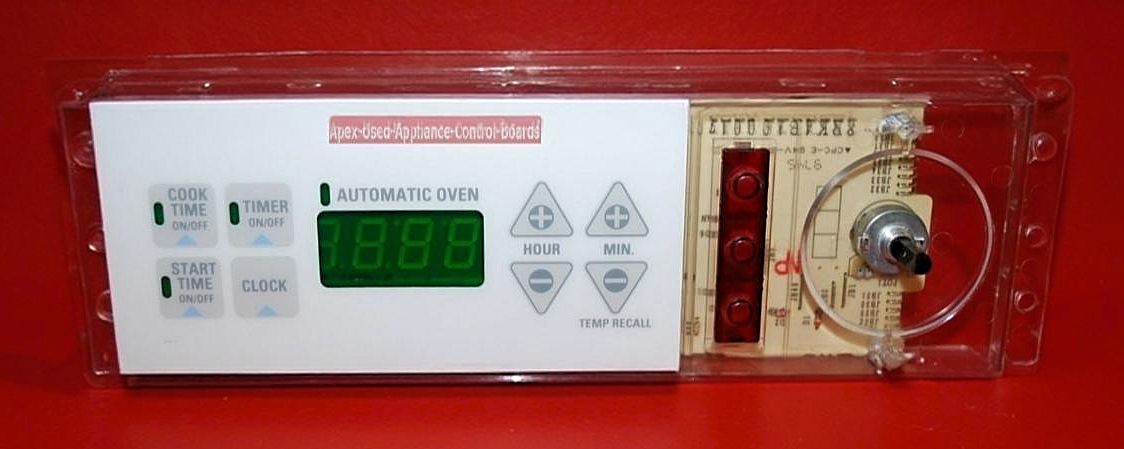 Apex-Used-Appliance-Control-Boards
COOK
TIME
ON/OFF
TIMER
ON/OFF
START
TIME
ON/OFF
CLOCK
AUTOMATIC OVEN
HOUR
MIN.
TEMP RECALL